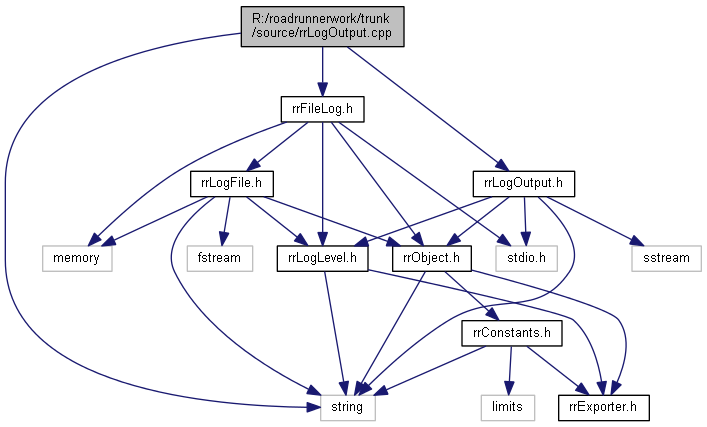 R:/roadrunnerwork/trunk
/source/rrLogOutput.cpp
rrFileLog.h
rrLogFile.h
rrLogOutput.h
memory
fstream
rrLogLevel.h
rrObject.h
stdio.h
sstream
rrConstants.h
string
limits
rrExporter.h